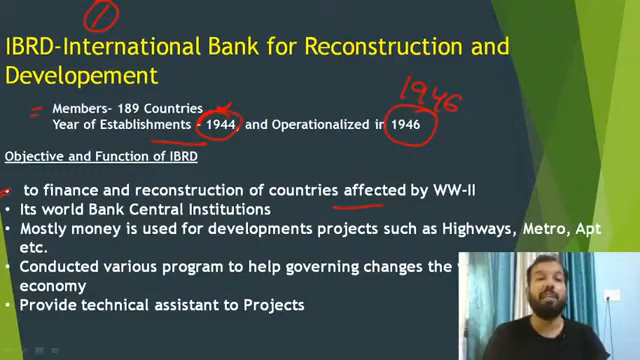 1
IBRD-International Bank for Reconstruction and
Developement
1946
= Members- 189 Countries
Year of Establishments - 1944, and Operationalized in 1946
Objective and Function of IBRD
to finance and reconstruction of countries affected by WW-II
• Its world Bank Central Institutions
• Mostly money is used for developments projects such as Highways, Metro, Apt
etc.
• Conducted various program to help governing changes the
economy
• Provide technical assistant to Projects